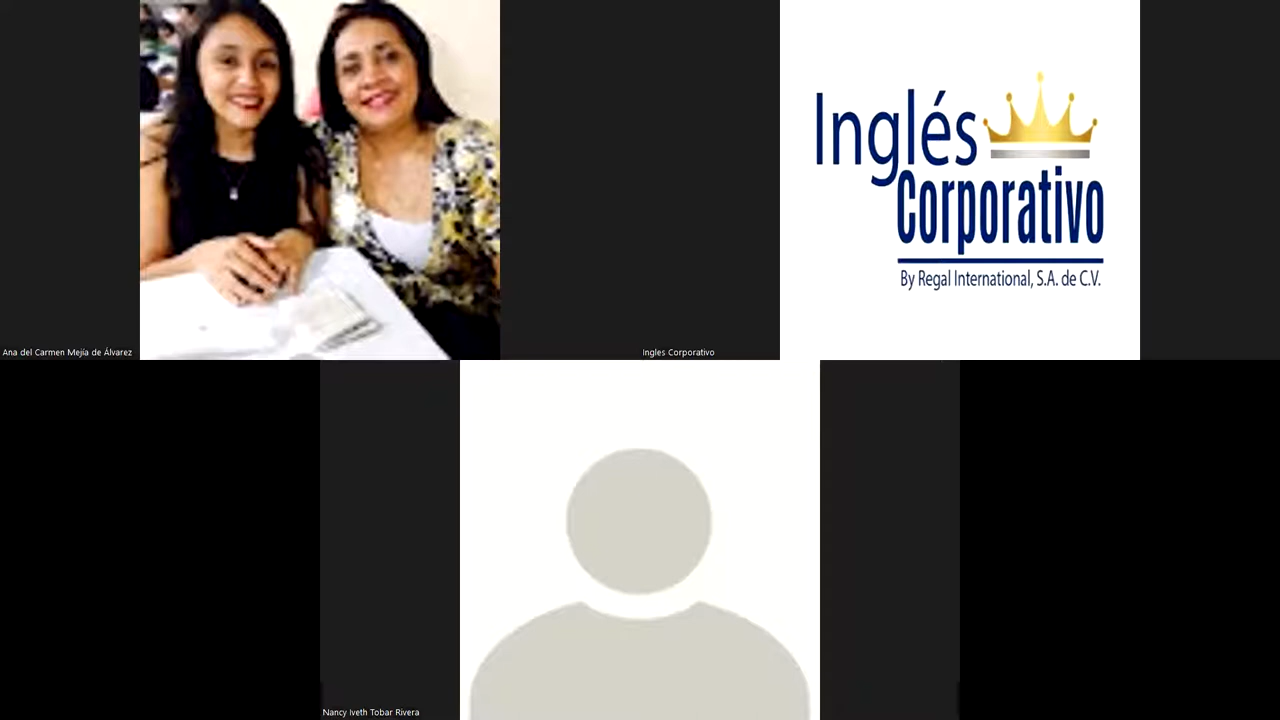 Inglés
Corporativo
By Regal International, S.A. de C.V.
Ana del Carmen Mejía de Álvarez
Ingles Corporativo
Nancy Iveth Tobar Rivera